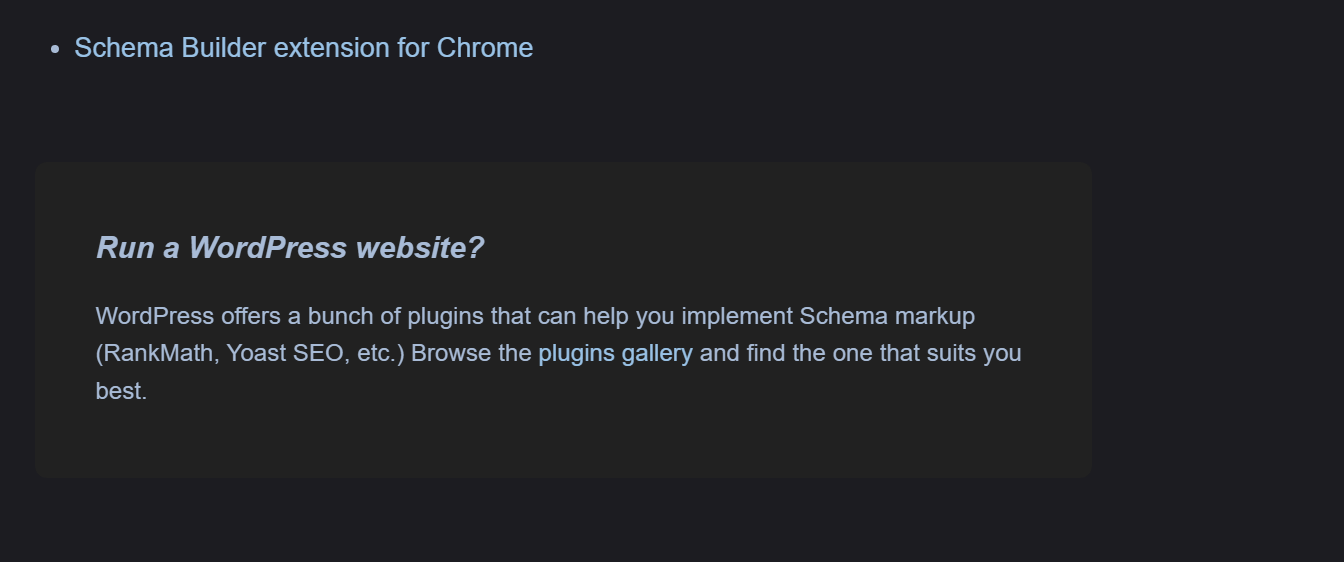 Schema Builder extension for Chrome
Run a WordPress website?
WordPress offers a bunch of plugins that can help you implement Schema markup
(RankMath, Yoast SEO, etc.) Browse the plugins gallery and find the one that suits you
best.